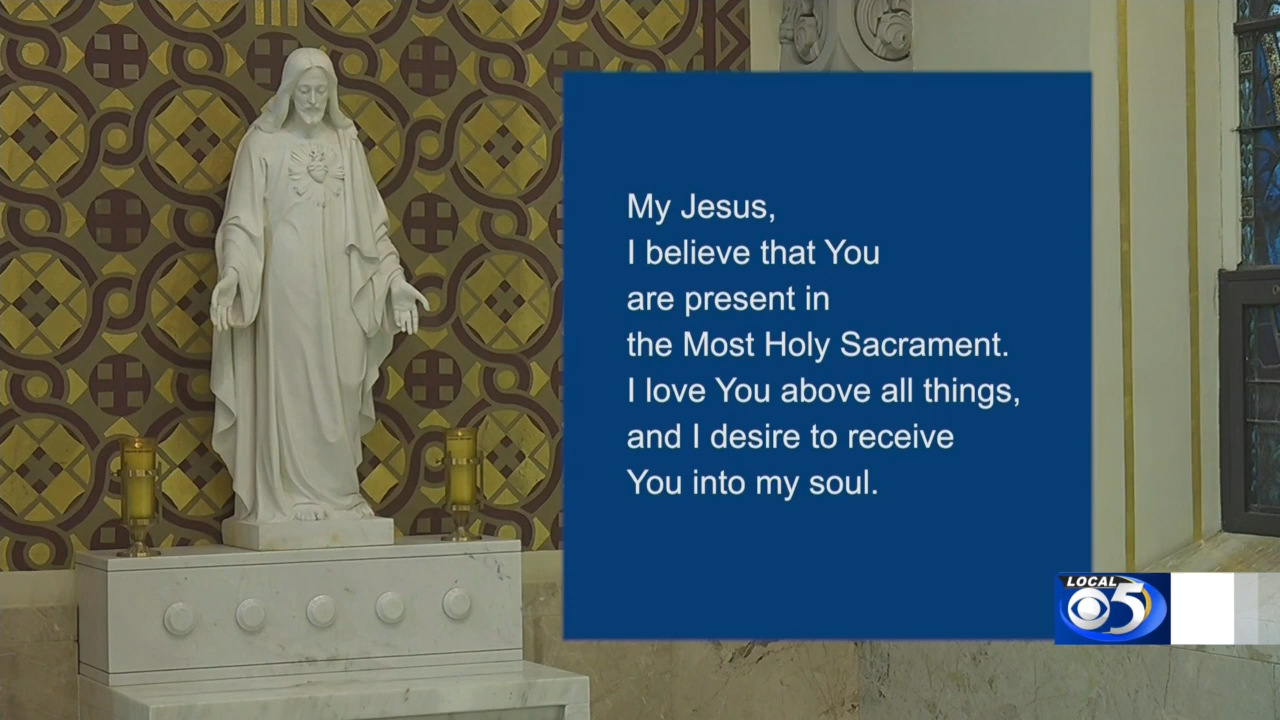 My Jesus,
I believe that You
are present in
the Most Holy Sacrament.
I love You above all things,
and I desire to receive
You into my soul.
LOCAL
5